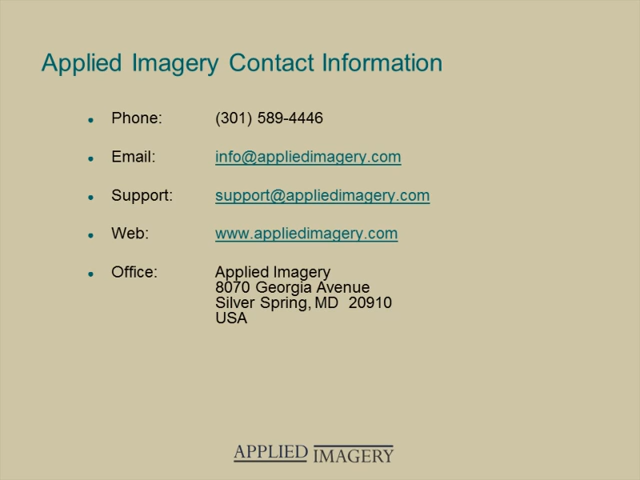 Applied Imagery Contact Information
• Phone: (301) 589-4446
• Email: info@appliedimagery.com
• Support: support@appliedimagery.com
• Web: www.appliedimagery.com
• Office: Applied Imagery
8070 Georgia Avenue
Silver Spring, MD 20910
USA
APPLIED IMAGERY